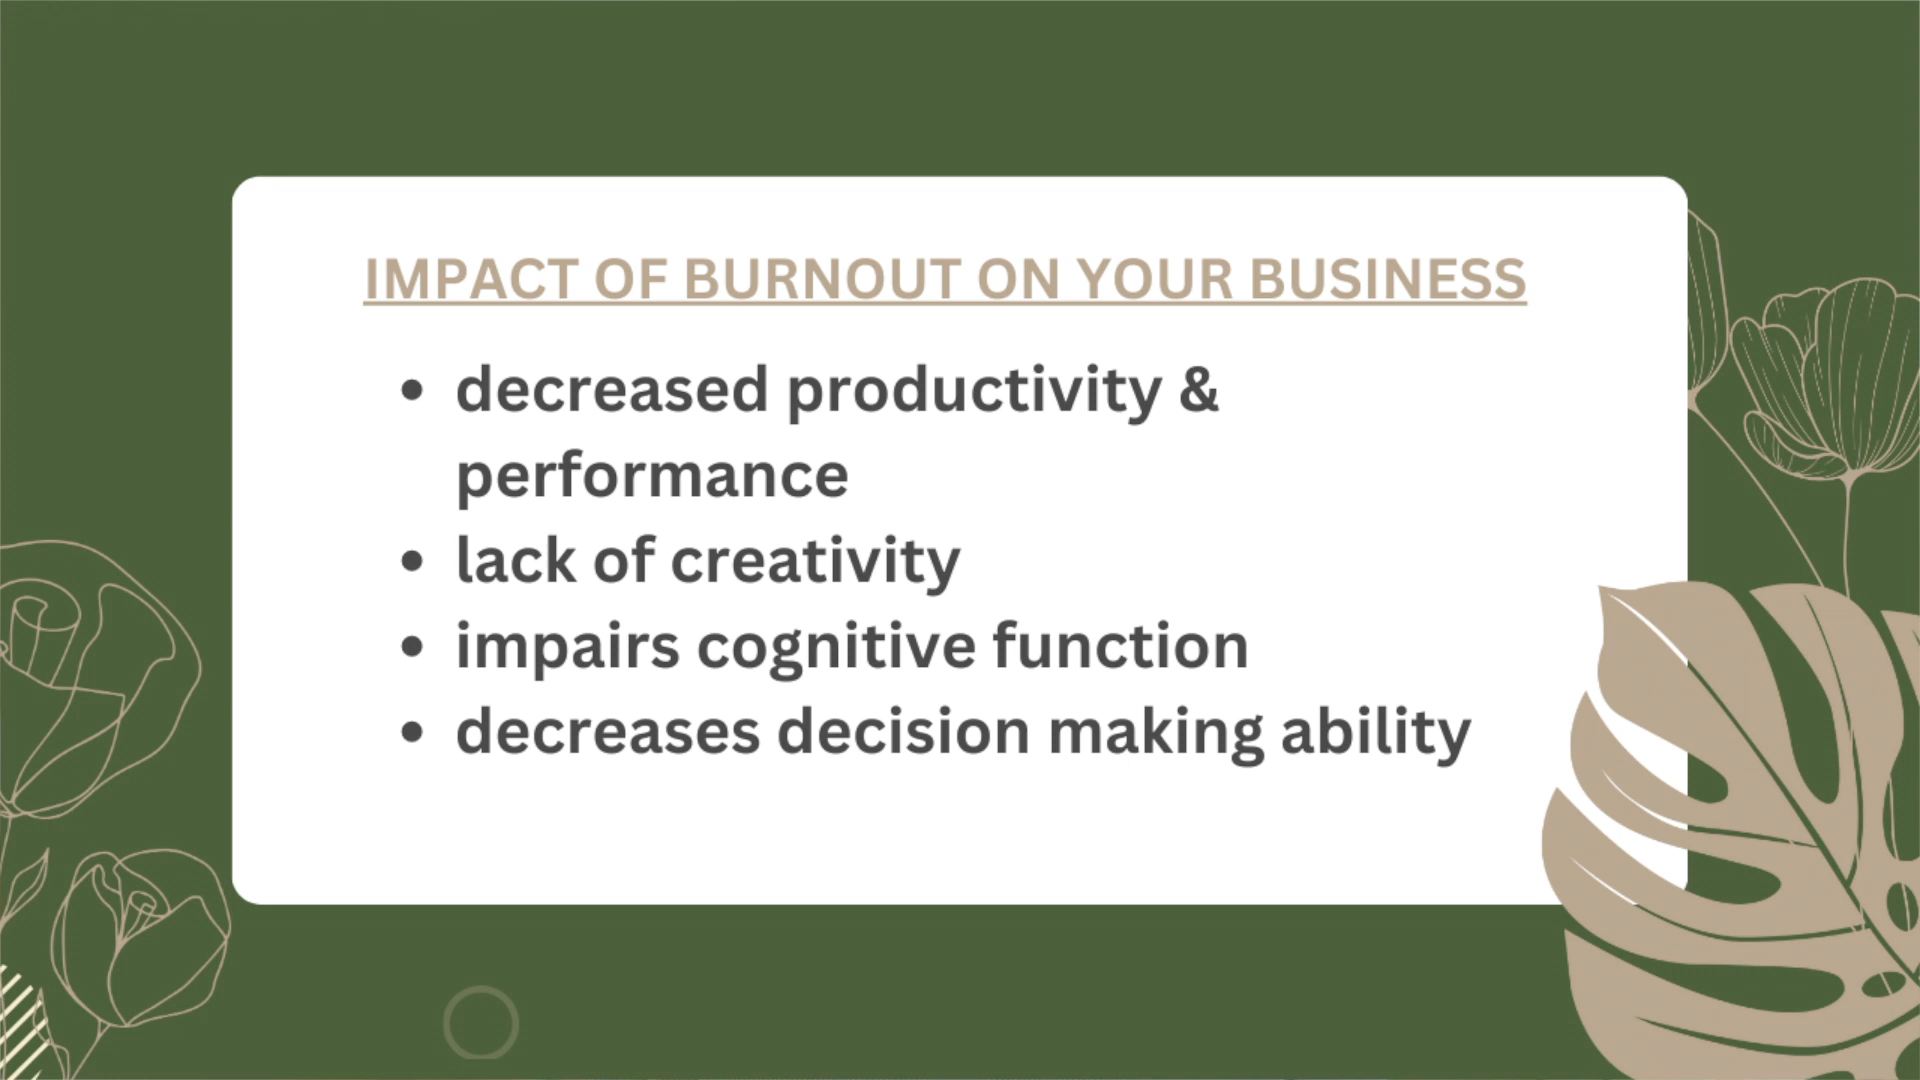 IMPACT OF BURNOUT ON YOUR BUSINESS
• decreased productivity &
performance
• lack of creativity
• impairs cognitive function
• decreases decision making ability